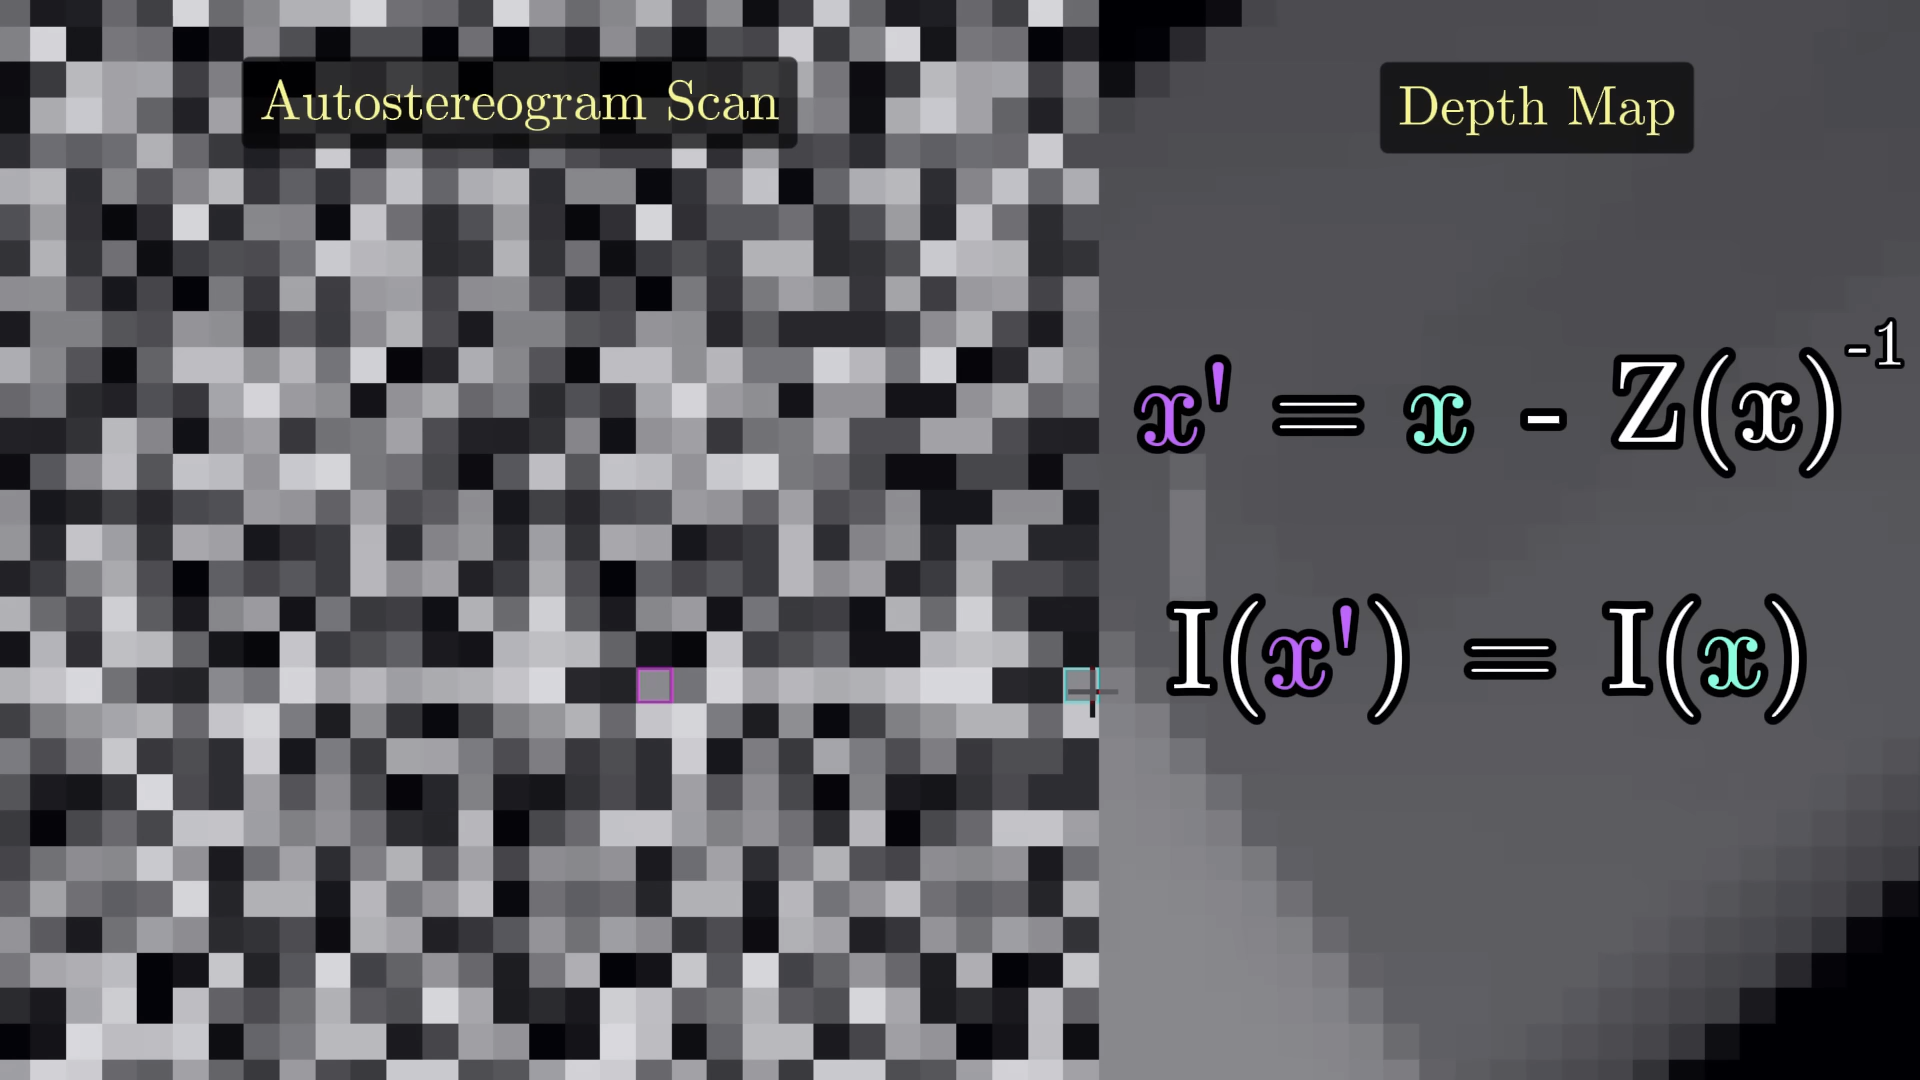 Autostereogram Scan
Depth Map
x' = x - Z(x)⁻¹
I(x') = I(x)